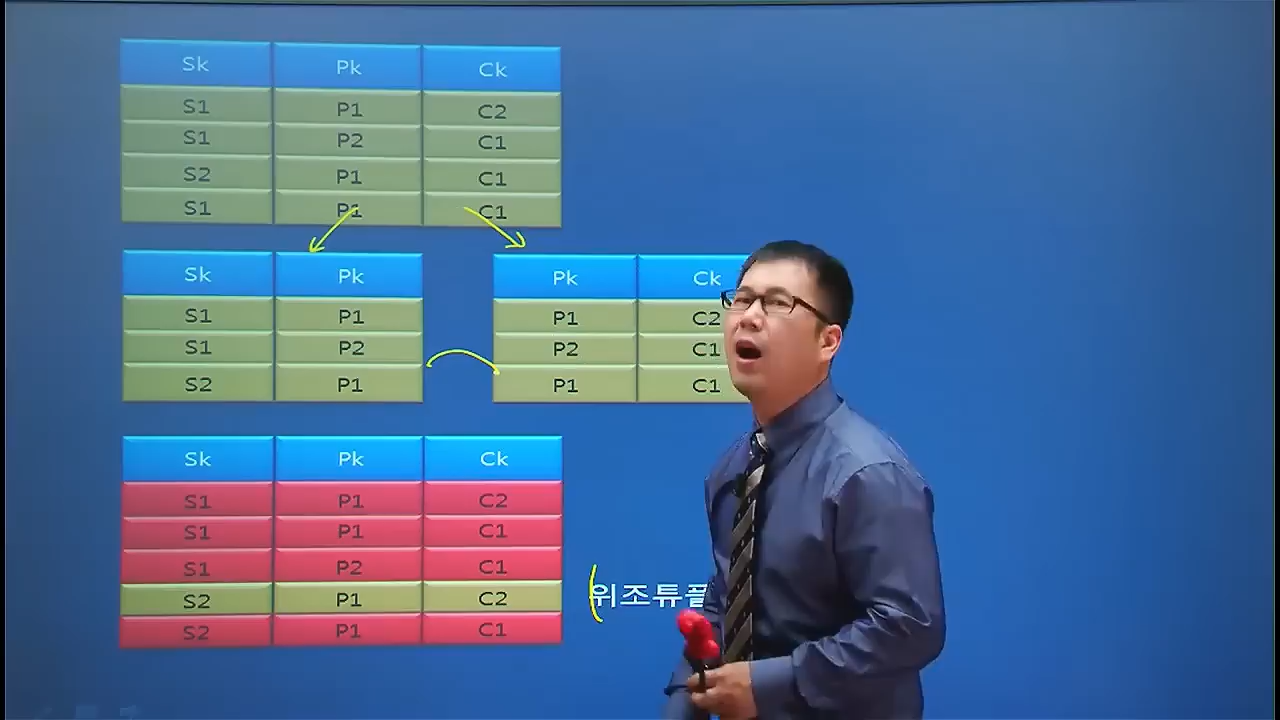 Sk Pk Ck
S1 P1 C2
S1 P2 C1
S2 P1 C1
S1 P1 C1
Sk Pk
S1 P1
S1 P2
S2 P1
Pk Ck
P1 C2
P2 C1
P1 C1
Sk Pk Ck
S1 P1 C2
S1 P1 C1
S1 P2 C1
S2 P1 C2
S2 P1 C1
위조튜플